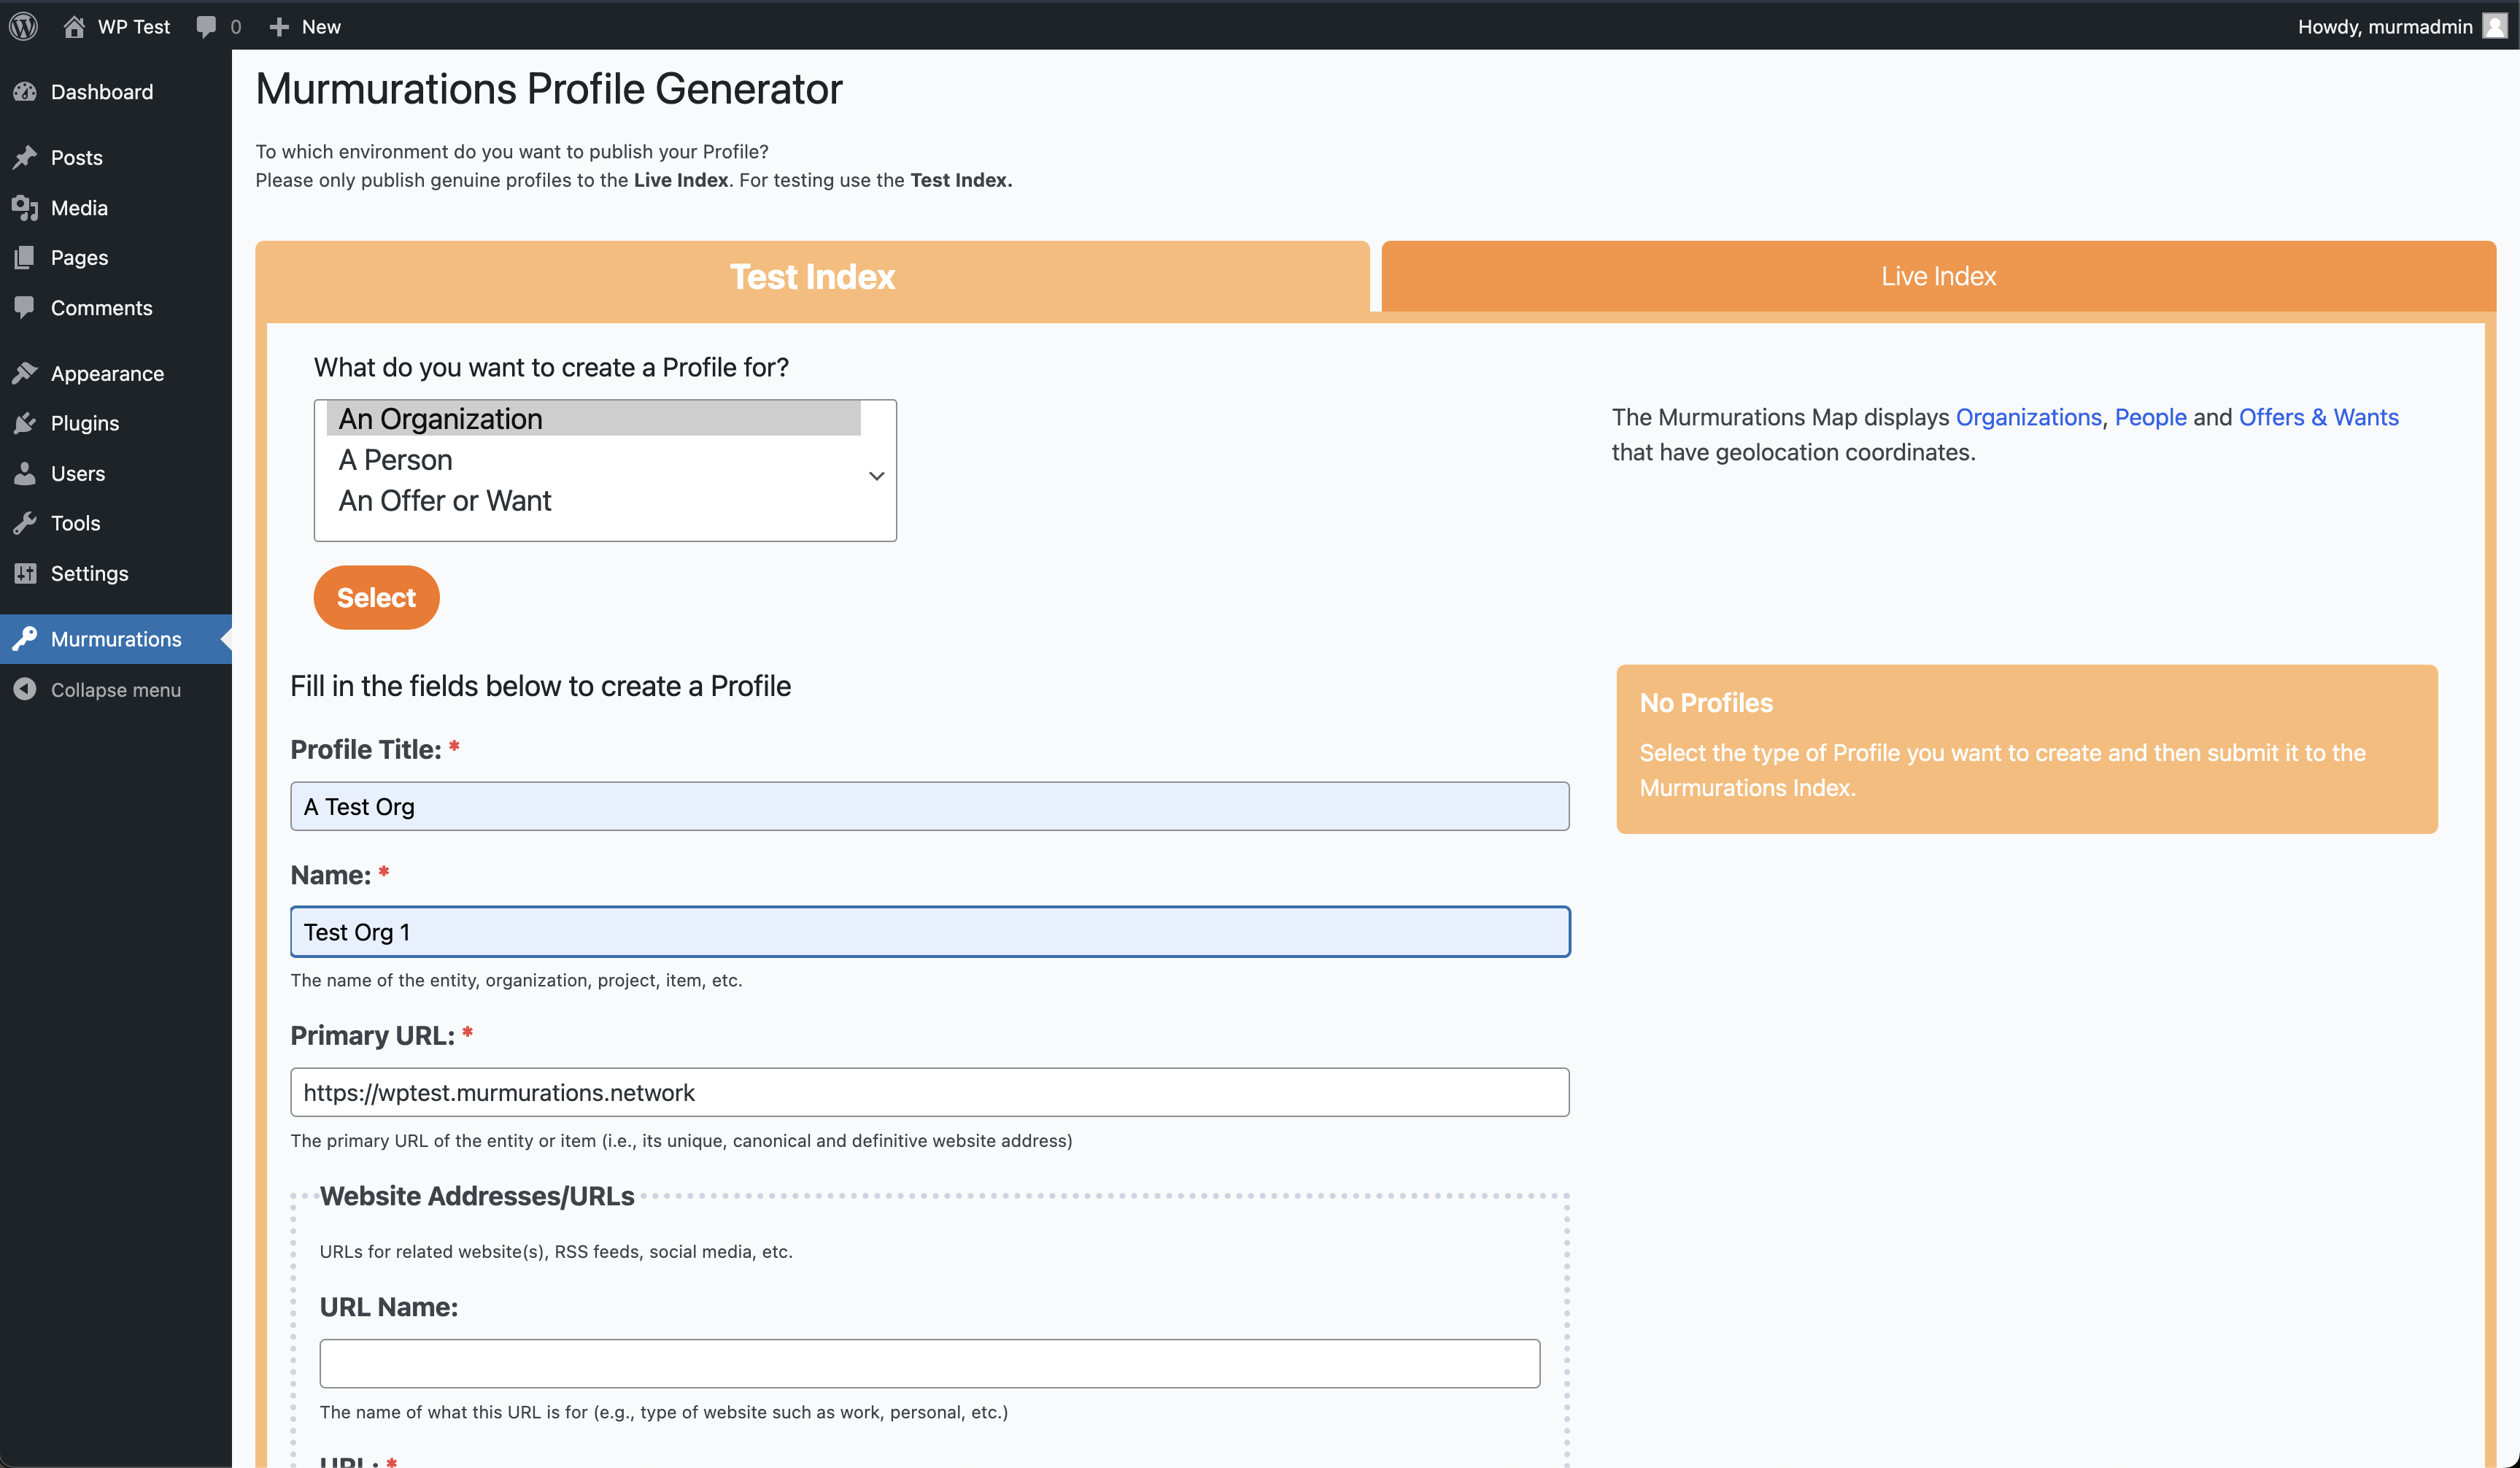 WP Test
0
New
Howdy, murmadmin
Dashboard
Posts
Media
Pages
Comments
Appearance
Plugins
Users
Tools
Settings
Murmurations
Collapse menu
Murmurations Profile Generator
To which environment do you want to publish your Profile?
Please only publish genuine profiles to the Live Index. For testing use the Test Index.
Test Index
Live Index
What do you want to create a Profile for?
An Organization
A Person
An Offer or Want
Select
The Murmurations Map displays Organizations, People and Offers & Wants
that have geolocation coordinates.
Fill in the fields below to create a Profile
Profile Title: *
A Test Org
Name: *
Test Org 1
The name of the entity, organization, project, item, etc.
Primary URL: *
https://wptest.murmurations.network
The primary URL of the entity or item (i.e., its unique, canonical and definitive website address)
Website Addresses/URLs
URLs for related website(s), RSS feeds, social media, etc.
URL Name:
The name of what this URL is for (e.g., type of website such as work, personal, etc.)
URL: *
No Profiles
Select the type of Profile you want to create and then submit it to the
Murmurations Index.